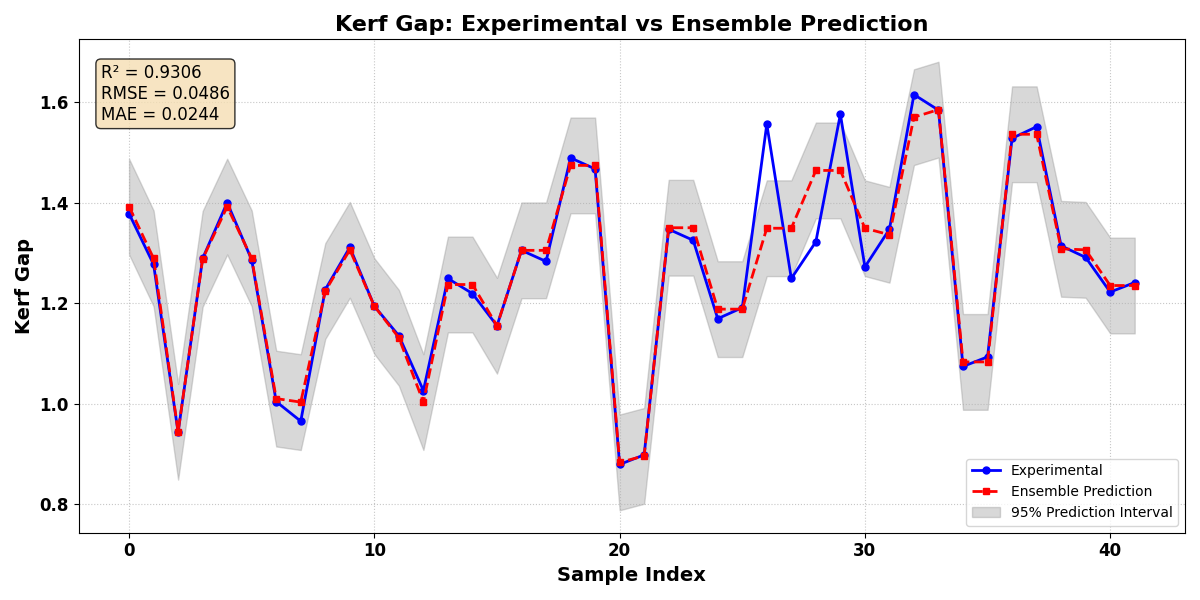 Kerf Gap: Experimental vs Ensemble Prediction
R² = 0.9306
RMSE = 0.0486
MAE = 0.0244
Kerf Gap
1.6
1.4
1.2
1.0
0.8
Experimental
Ensemble Prediction
95% Prediction Interval
0 10 20 30 40
Sample Index